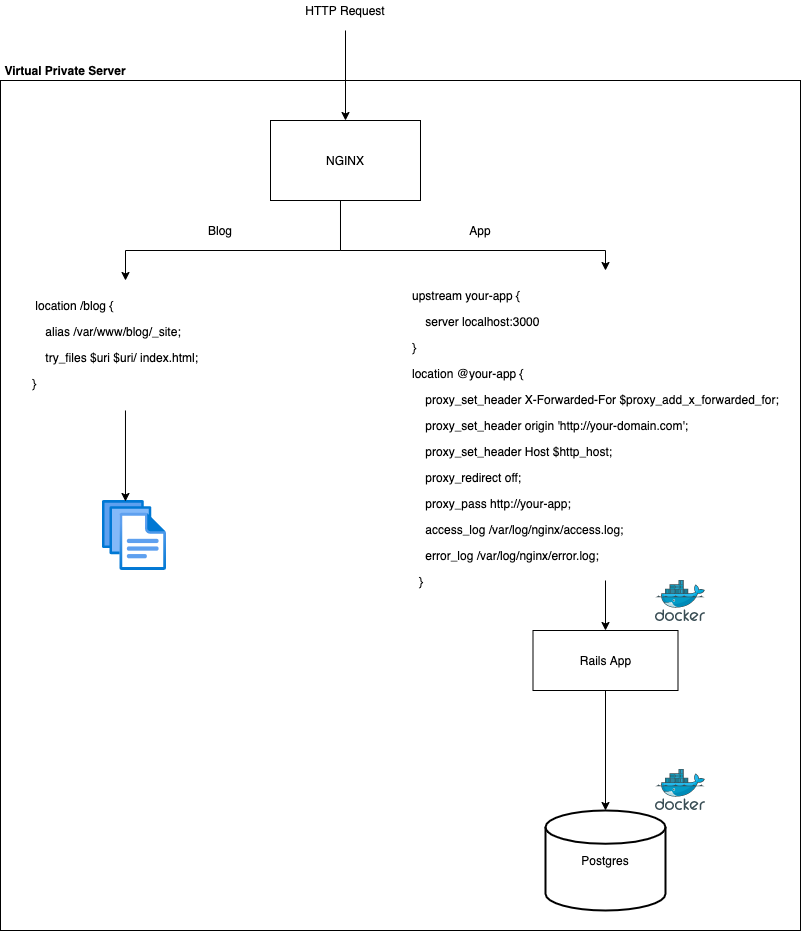 HTTP Request
Virtual Private Server
NGINX
Blog
App
location /blog {
alias /var/www/blog/_site;
try_files $uri $uri/ index.html;
}
upstream your-app {
server localhost:3000
}
location @your-app {
proxy_set_header X-Forwarded-For $proxy_add_x_forwarded_for;
proxy_set_header origin 'http://your-domain.com';
proxy_set_header Host $http_host;
proxy_redirect off;
proxy_pass http://your-app;
access_log /var/log/nginx/access.log;
error_log /var/log/nginx/error.log;
}
docker
Rails App
docker
Postgres